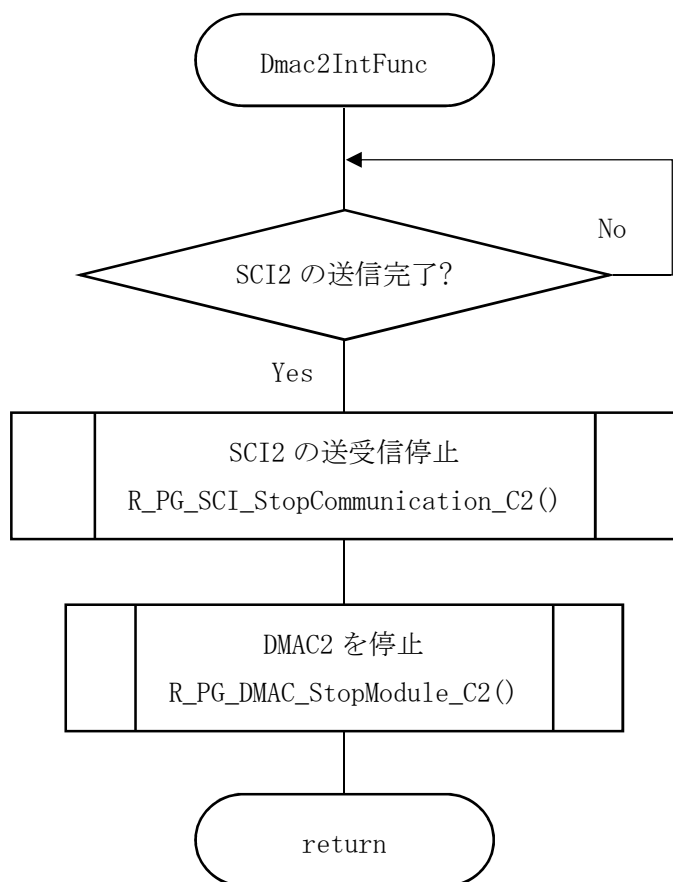 Dmac2IntFunc
No
SCI2 の送信完了?
Yes
SCI2 の送受信停止
R_PG_SCI_StopCommunication_C2()
DMAC2 を停止
R_PG_DMAC_StopModule_C2()
return